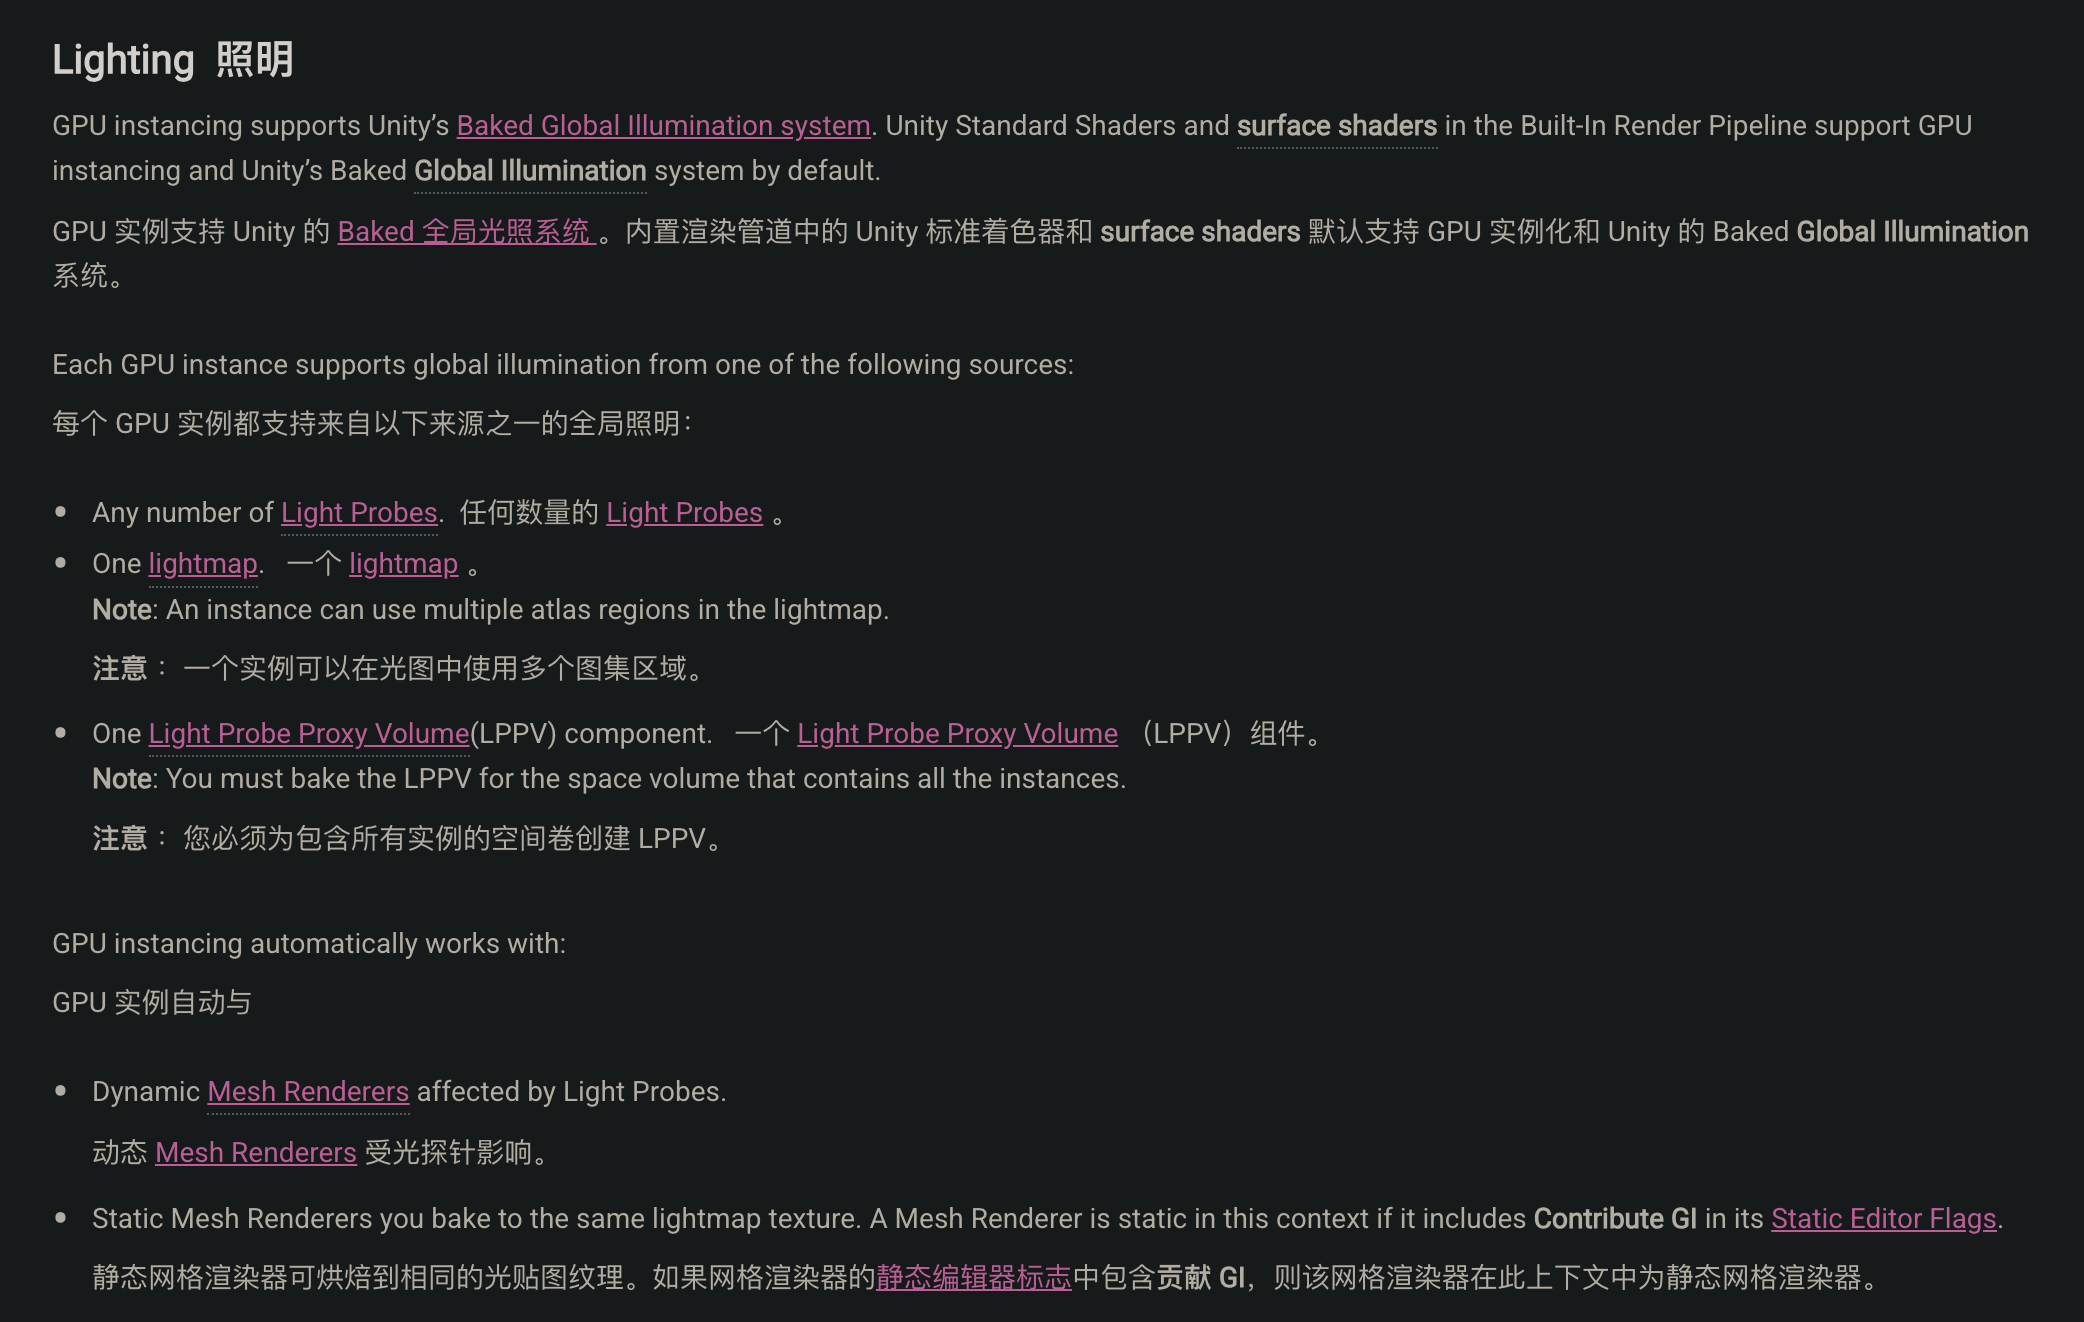 Lighting 照明
GPU instancing supports Unity’s Baked Global Illumination system. Unity Standard Shaders and surface shaders in the Built-In Render Pipeline support GPU
instancing and Unity’s Baked Global Illumination system by default.
GPU 实例支持 Unity 的 Baked 全局光照系统 。内置渲染管道中的 Unity 标准着色器和 surface shaders 默认支持 GPU 实例化和 Unity 的 Baked Global Illumination
系统。
Each GPU instance supports global illumination from one of the following sources:
每个 GPU 实例都支持来自以下来源之一的全局照明：
• Any number of Light Probes. 任何数量的 Light Probes 。
• One lightmap. 一个 lightmap 。
Note: An instance can use multiple atlas regions in the lightmap.
注意 ：一个实例可以在光图中使用多个图集区域。
• One Light Probe Proxy Volume(LPPV) component. 一个 Light Probe Proxy Volume （LPPV）组件。
Note: You must bake the LPPV for the space volume that contains all the instances.
注意 ：您必须为包含所有实例的空间卷创建 LPPV。
GPU instancing automatically works with:
GPU 实例自动与
• Dynamic Mesh Renderers affected by Light Probes.
动态 Mesh Renderers 受光探针影响。
• Static Mesh Renderers you bake to the same lightmap texture. A Mesh Renderer is static in this context if it includes Contribute GI in its Static Editor Flags.
静态网格渲染器可烘焙到相同的光贴图纹理。如果网格渲染器的静态编辑器标志中包含贡献 GI，则该网格渲染器在此上下文中为静态网格渲染器。